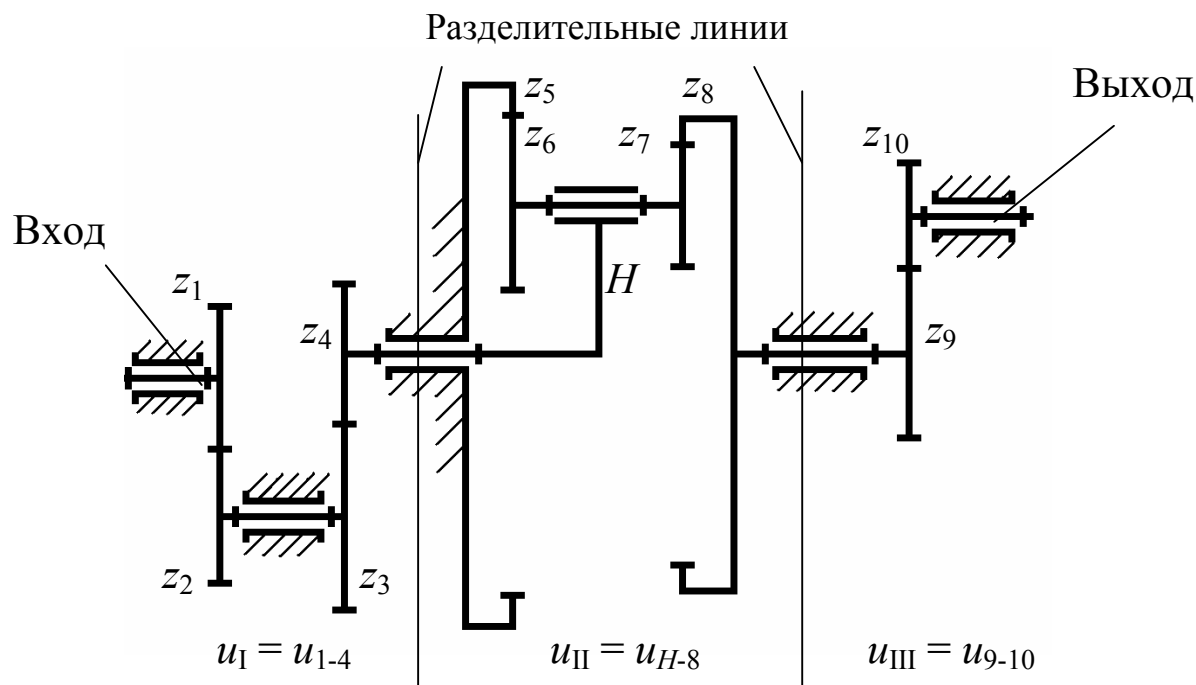 Разделительные линии
z5
z8
Выход
z6
z7
z10
Вход
z1
H
z4
z9
z2
z3
uI = u1-4
uII = uH-8
uIII = u9-10